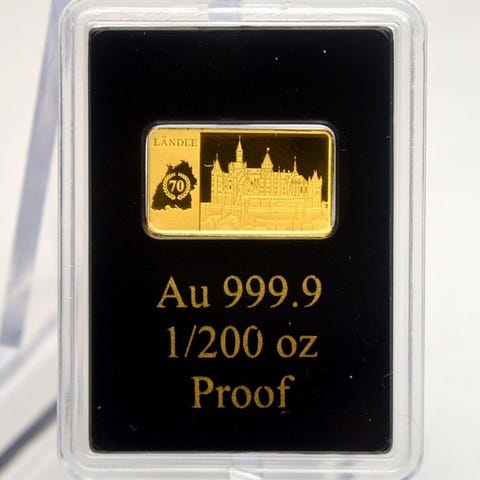 LÄNDLE
70
Au 999.9
1/200 oz
Proof